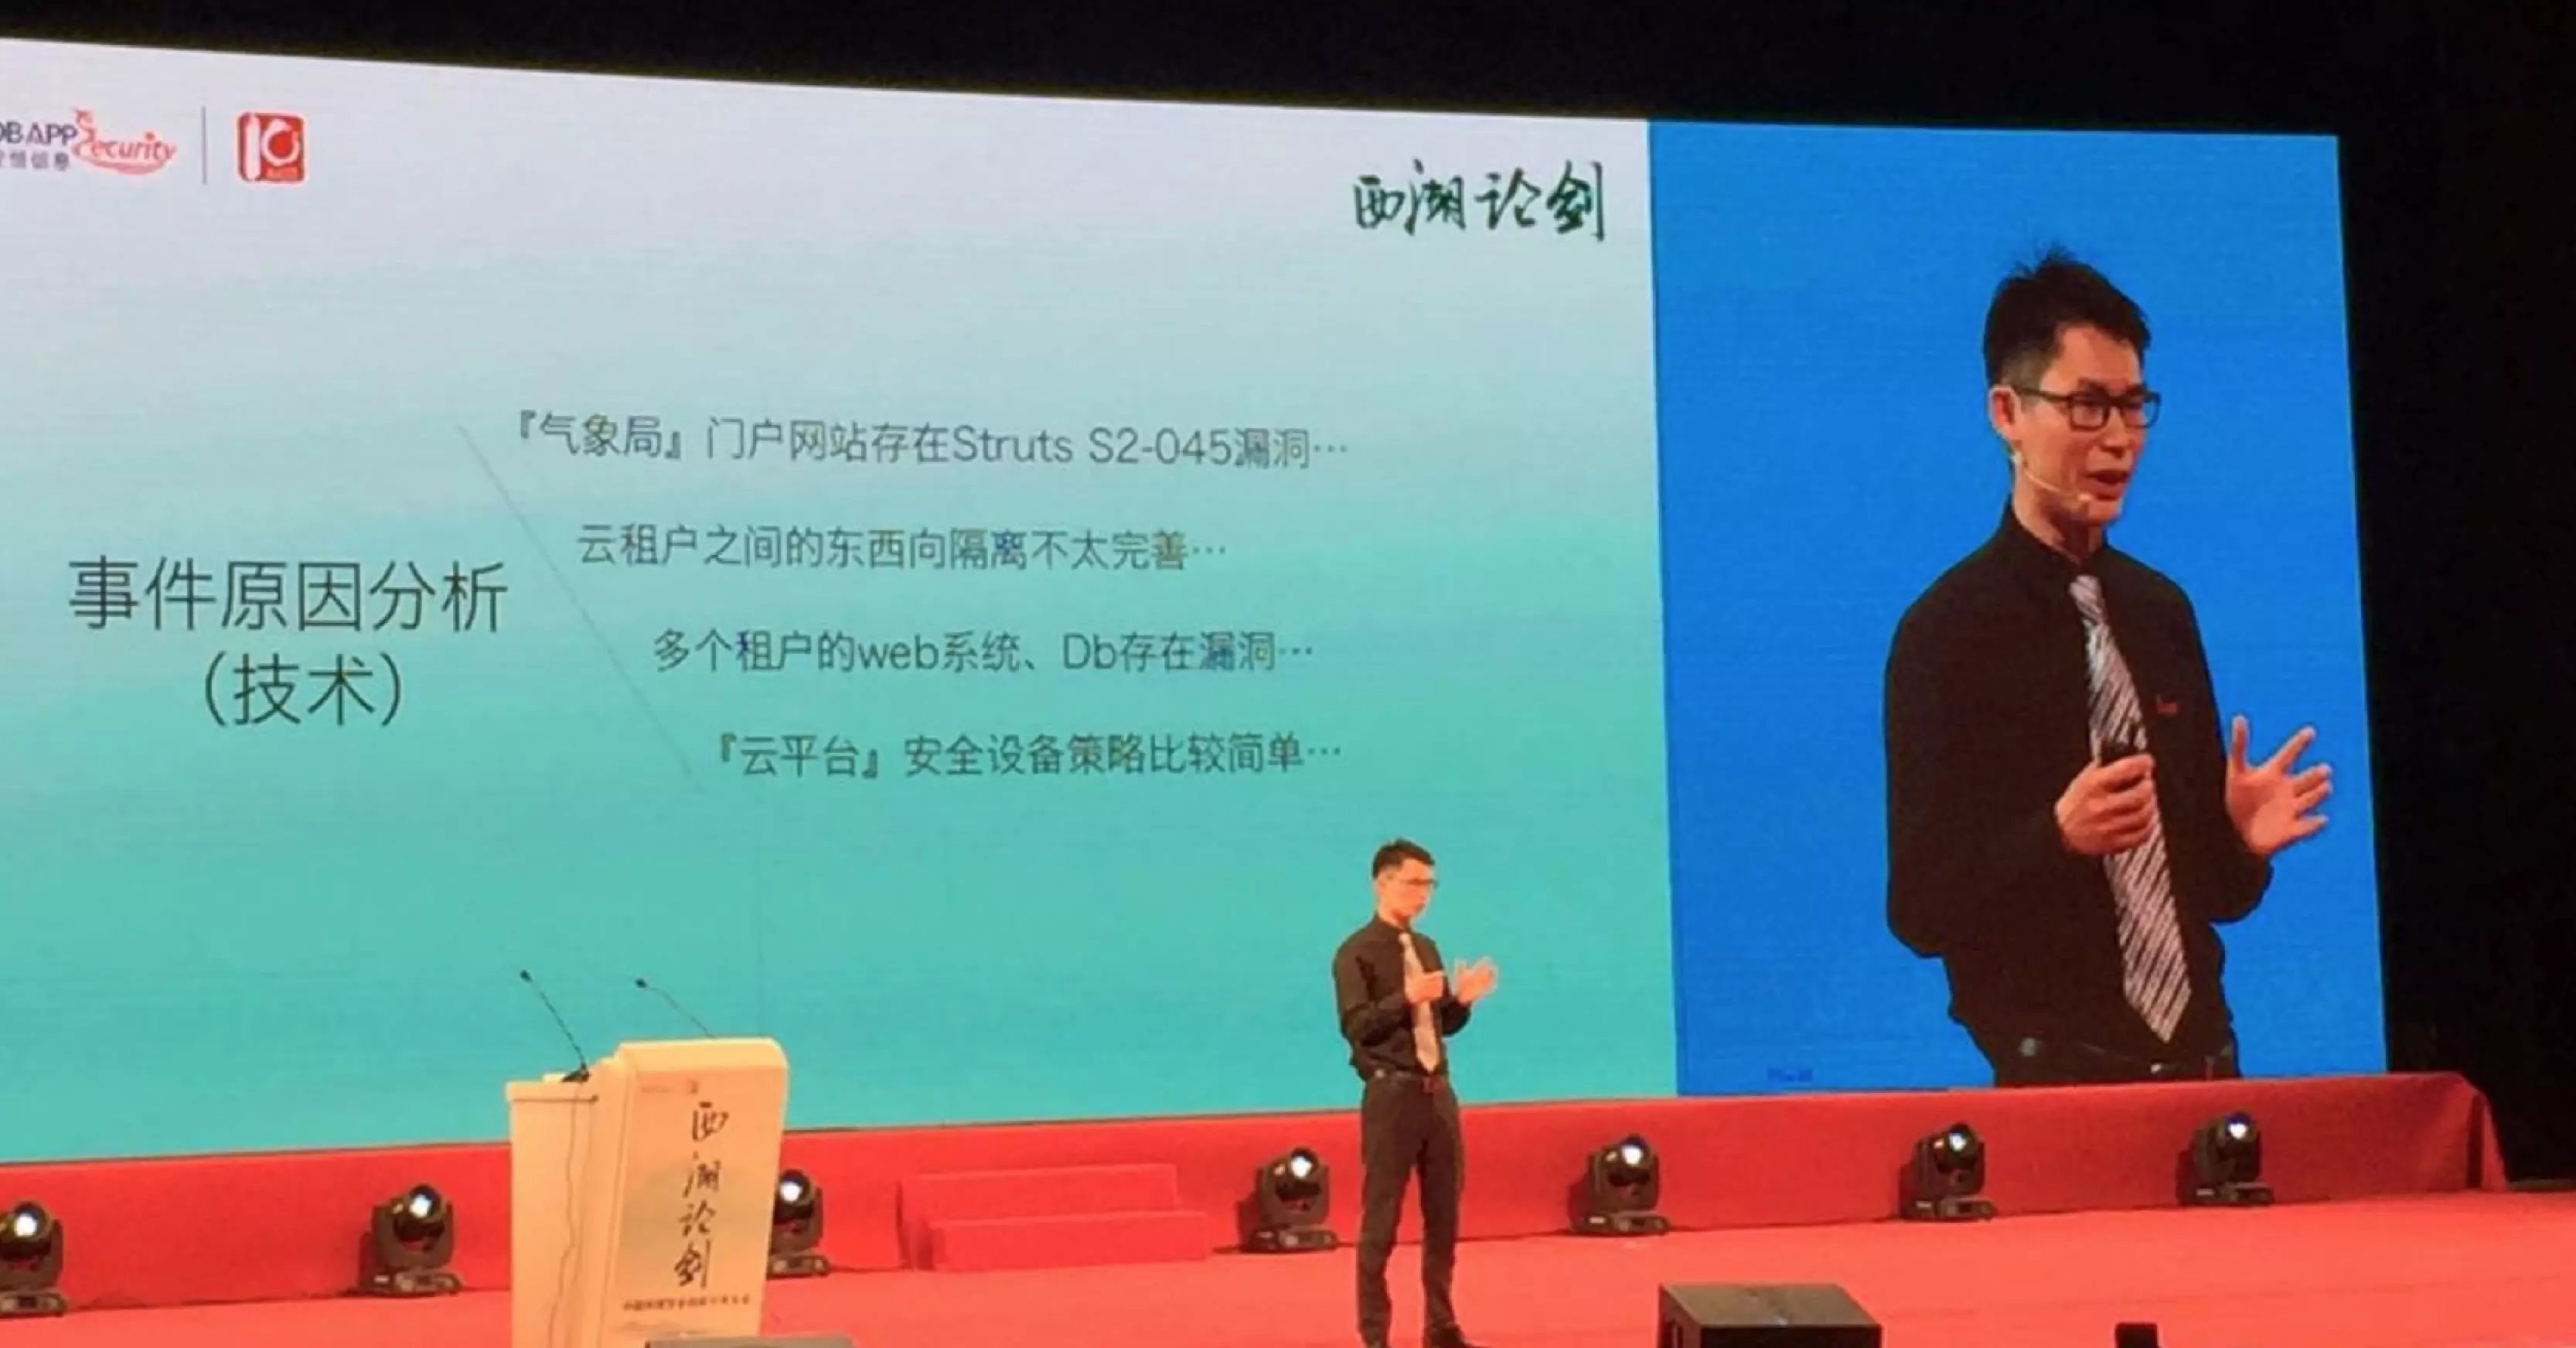 DBAPP Security
西湖论剑
『气象局』门户网站存在Struts S2-045漏洞…
云租户之间的东西向隔离不太完善…
事件原因分析
（技术）
多个租户的web系统、Db存在漏洞…
『云平台』安全设备策略比较简单…
西
湖
论
剑